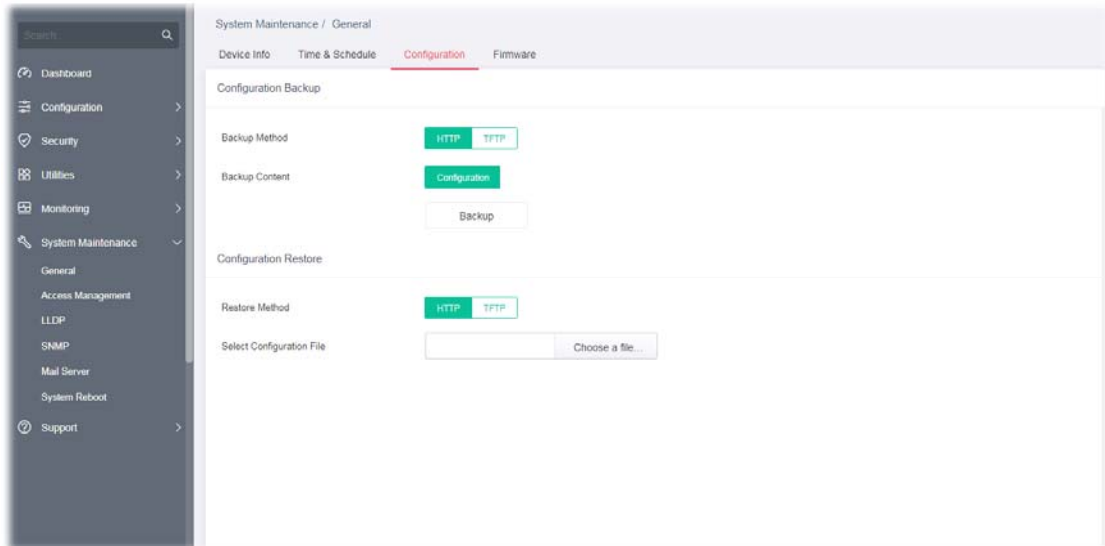 Search...
Dashboard
Configuration
Security
Utilities
Monitoring
System Maintenance
General
Access Management
LLDP
SNMP
Mail Server
System Reboot
Support
System Maintenance / General
Device Info Time & Schedule Configuration Firmware
Configuration Backup
Backup Method HTTP TFTP
Backup Content Configuration
Backup
Configuration Restore
Restore Method HTTP TFTP
Select Configuration File Choose a file...